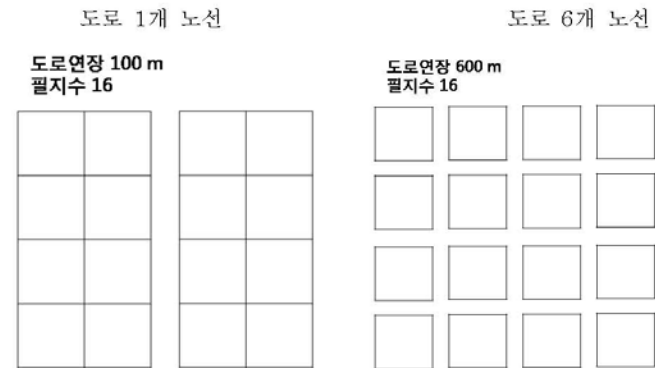 도로 1개 노선
도로연장 100 m
필지수 16
도로 6개 노선
도로연장 600 m
필지수 16